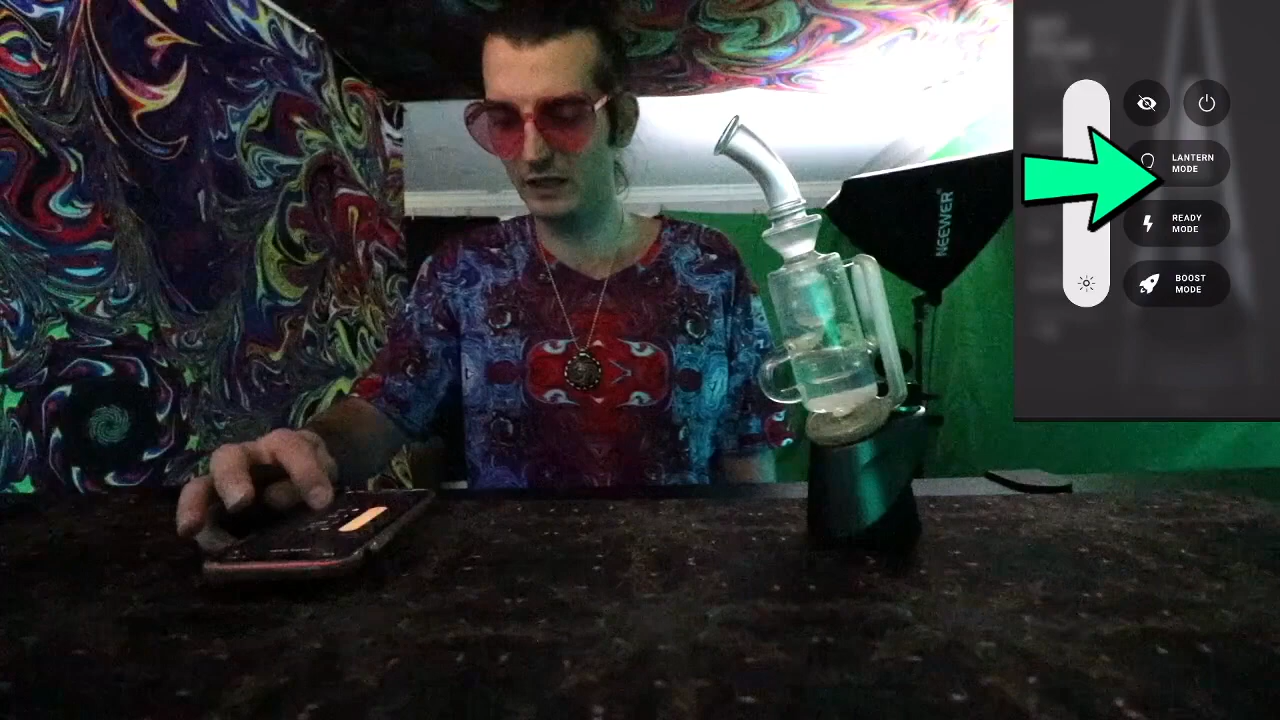 LANTERN
MODE
READY
MODE
BOOST
MODE
NEEWER